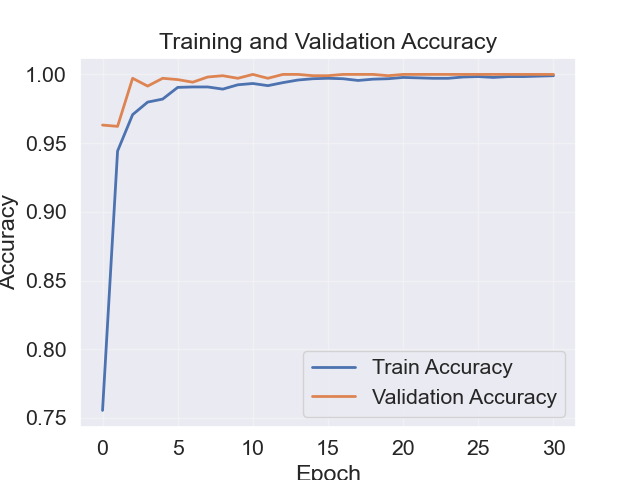 Training and Validation Accuracy
Accuracy
1.00
0.95
0.90
0.85
0.80
0.75
Train Accuracy
Validation Accuracy
0 5 10 15 20 25 30
Epoch